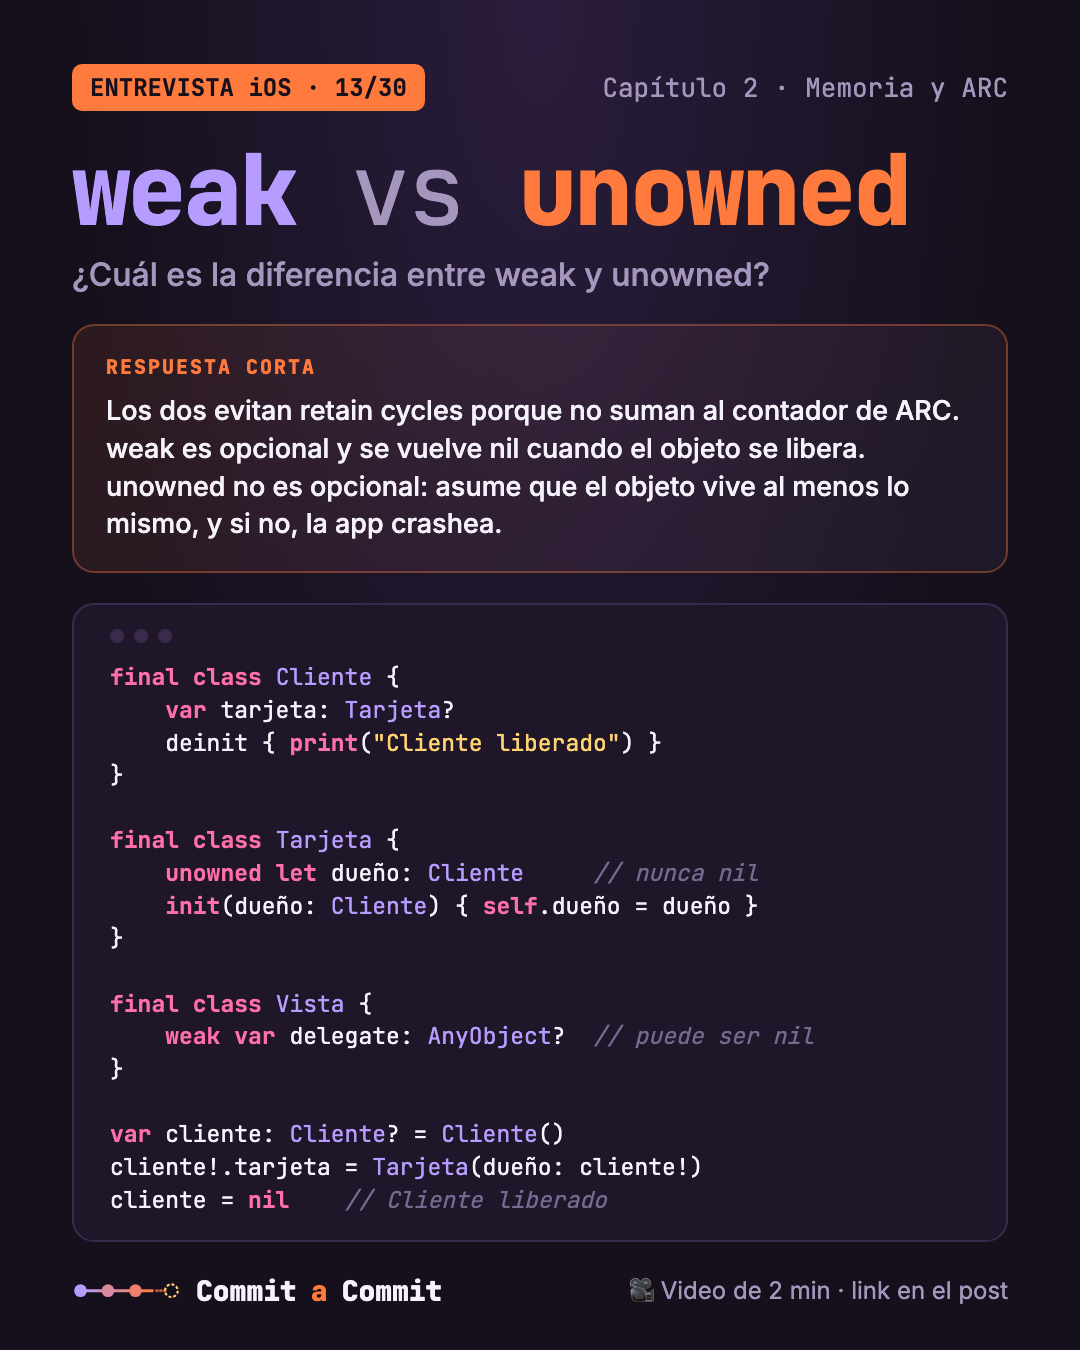 ENTREVISTA iOS · 13/30
Capítulo 2 · Memoria y ARC
weak vs unowned
¿Cuál es la diferencia entre weak y unowned?
RESPUESTA CORTA
Los dos evitan retain cycles porque no suman al contador de ARC.
weak es opcional y se vuelve nil cuando el objeto se libera.
unowned no es opcional: asume que el objeto vive al menos lo
mismo, y si no, la app crashea.
final class Cliente {
    var tarjeta: Tarjeta?
    deinit { print("Cliente liberado") }
}
final class Tarjeta {
    unowned let dueño: Cliente     // nunca nil
    init(dueño: Cliente) { self.dueño = dueño }
}
final class Vista {
    weak var delegate: AnyObject?  // puede ser nil
}
var cliente: Cliente? = Cliente()
cliente!.tarjeta = Tarjeta(dueño: cliente!)
cliente = nil    // Cliente liberado
Commit a Commit
Video de 2 min · link en el post